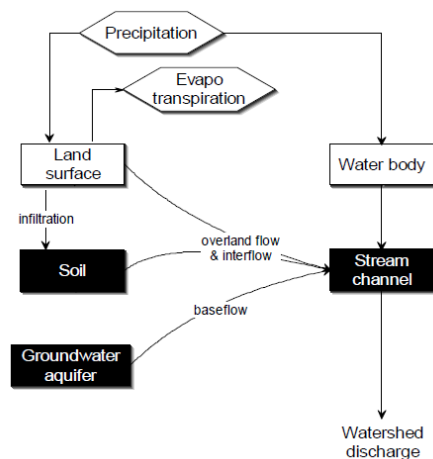 Precipitation
Evapo
transpiration
Land
surface
Water body
infiltration
overland flow
& interflow
Soil
Stream
channel
baseflow
Groundwater
aquifer
Watershed
discharge